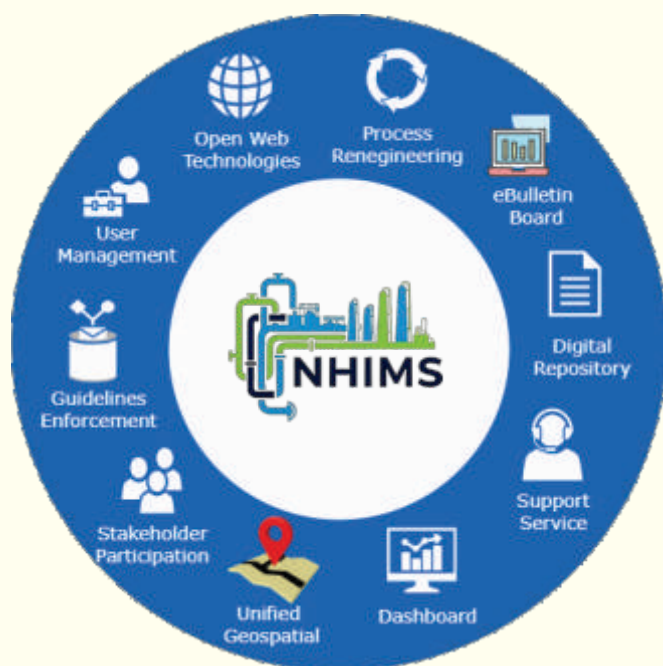 Open Web
Technologies
Process
Renegineering
eBulletin
Board
User
Management
Digital
Repository
NHIMS
Guidelines
Enforcement
Support
Service
Stakeholder
Participation
Unified
Geospatial
Dashboard